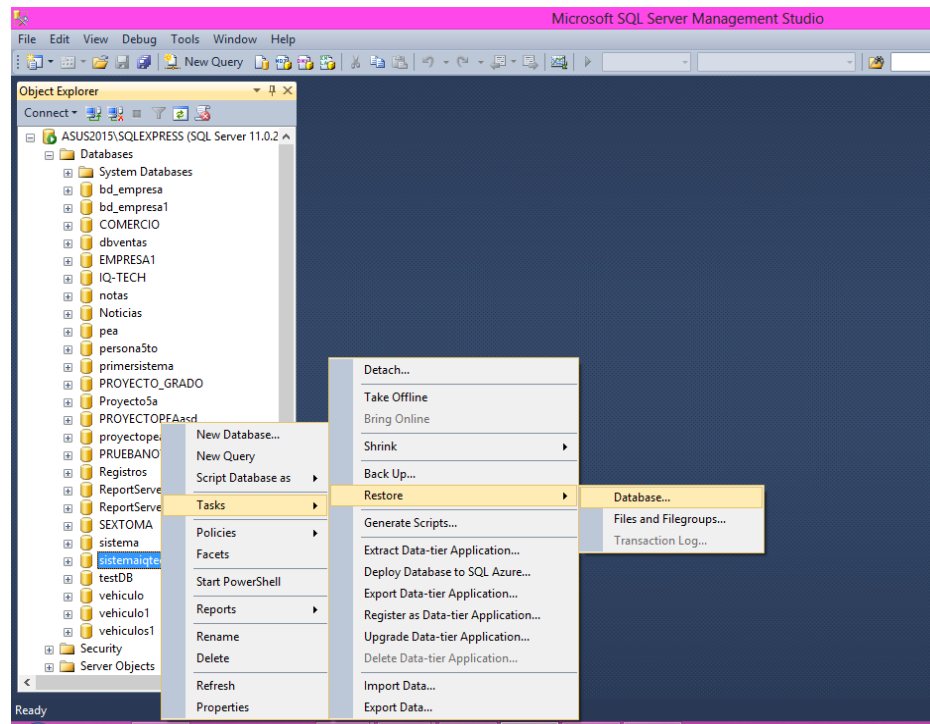 Microsoft SQL Server Management Studio
File Edit View Debug Tools Window Help
New Query
Object Explorer
Connect
ASUS2015\SQLEXPRESS (SQL Server 11.0.2
Databases
System Databases
bd_empresa
bd_empresa1
COMERCIO
dbventas
EMPRESA1
IQ-TECH
notas
Noticias
pea
persona5to
primersistema
PROYECTO_GRADO
Proyecto5a
PROYECTOPEAasd
proyectopea
PRUEBANO
Registros
ReportServe
ReportServe
SEXTOMA
sistema
sistemaiqte
testDB
vehiculo
vehiculo1
vehiculos1
Security
Server Objects
Ready
New Database...
New Query
Script Database as
Tasks
Policies
Facets
Start PowerShell
Reports
Rename
Delete
Refresh
Properties
Detach...
Take Offline
Bring Online
Shrink
Back Up...
Restore
Generate Scripts...
Extract Data-tier Application...
Deploy Database to SQL Azure...
Export Data-tier Application...
Register as Data-tier Application...
Upgrade Data-tier Application...
Delete Data-tier Application...
Import Data...
Export Data...
Database...
Files and Filegroups...
Transaction Log...